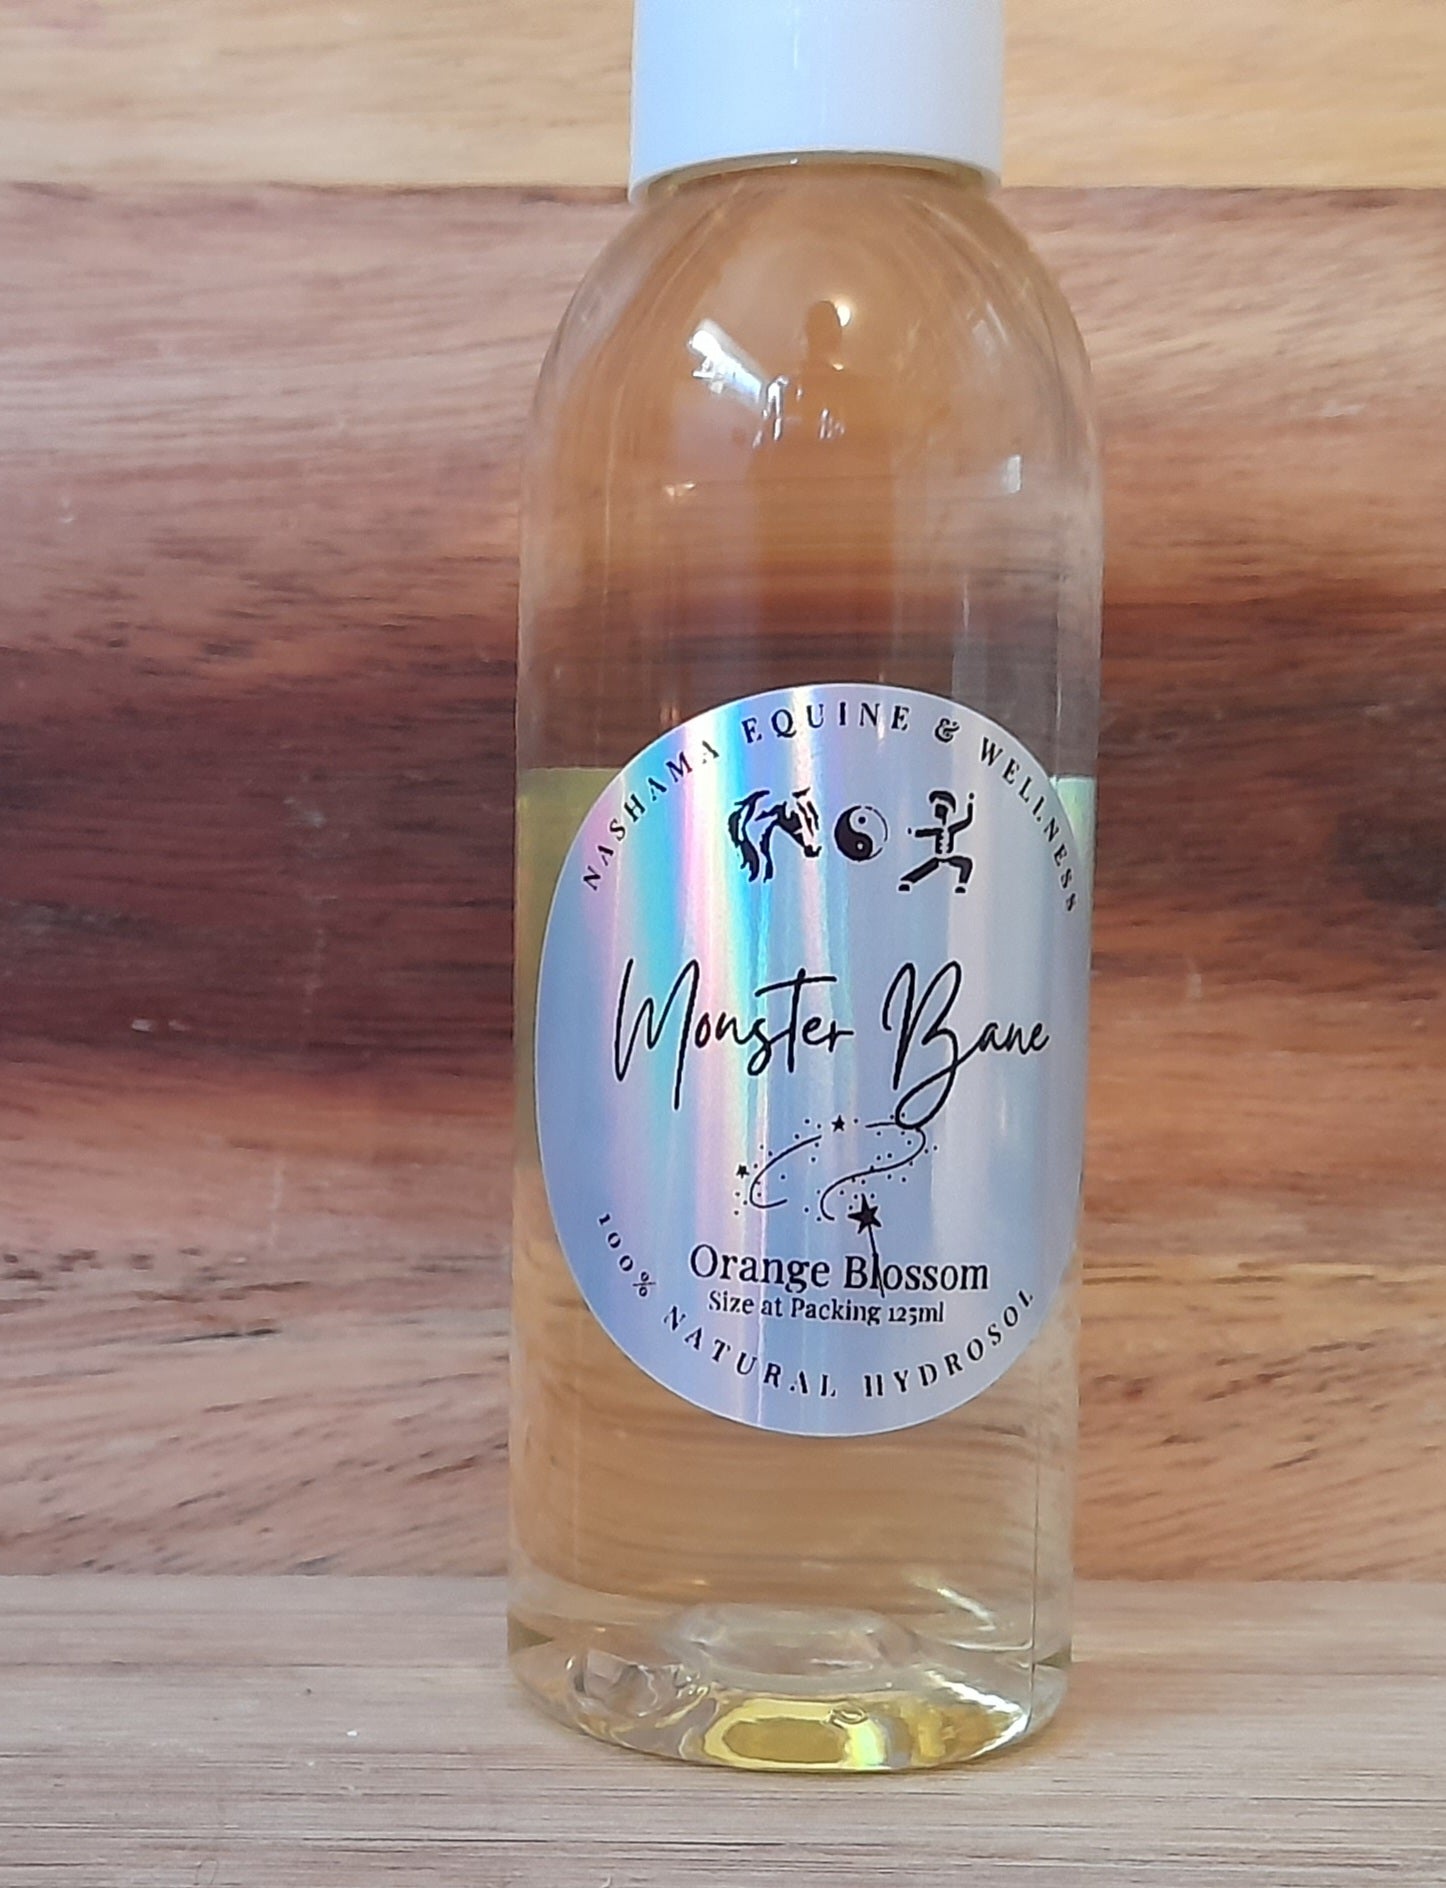 NASHAMA EQUINE & WELLNESS
Monster Bane
Orange Blossom
Size at Packing 125ml
100% NATURAL HYDROSOL